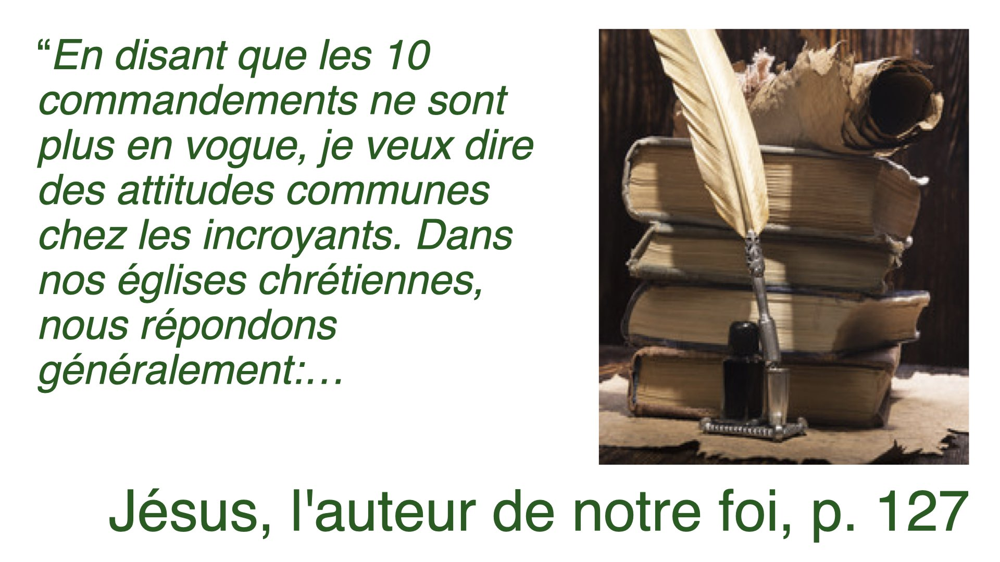 “En disant que les 10
commandements ne sont
plus en vogue, je veux dire
des attitudes communes
chez les incroyants. Dans
nos églises chrétiennes,
nous répondons
généralement:…
Jésus, l'auteur de notre foi, p. 127